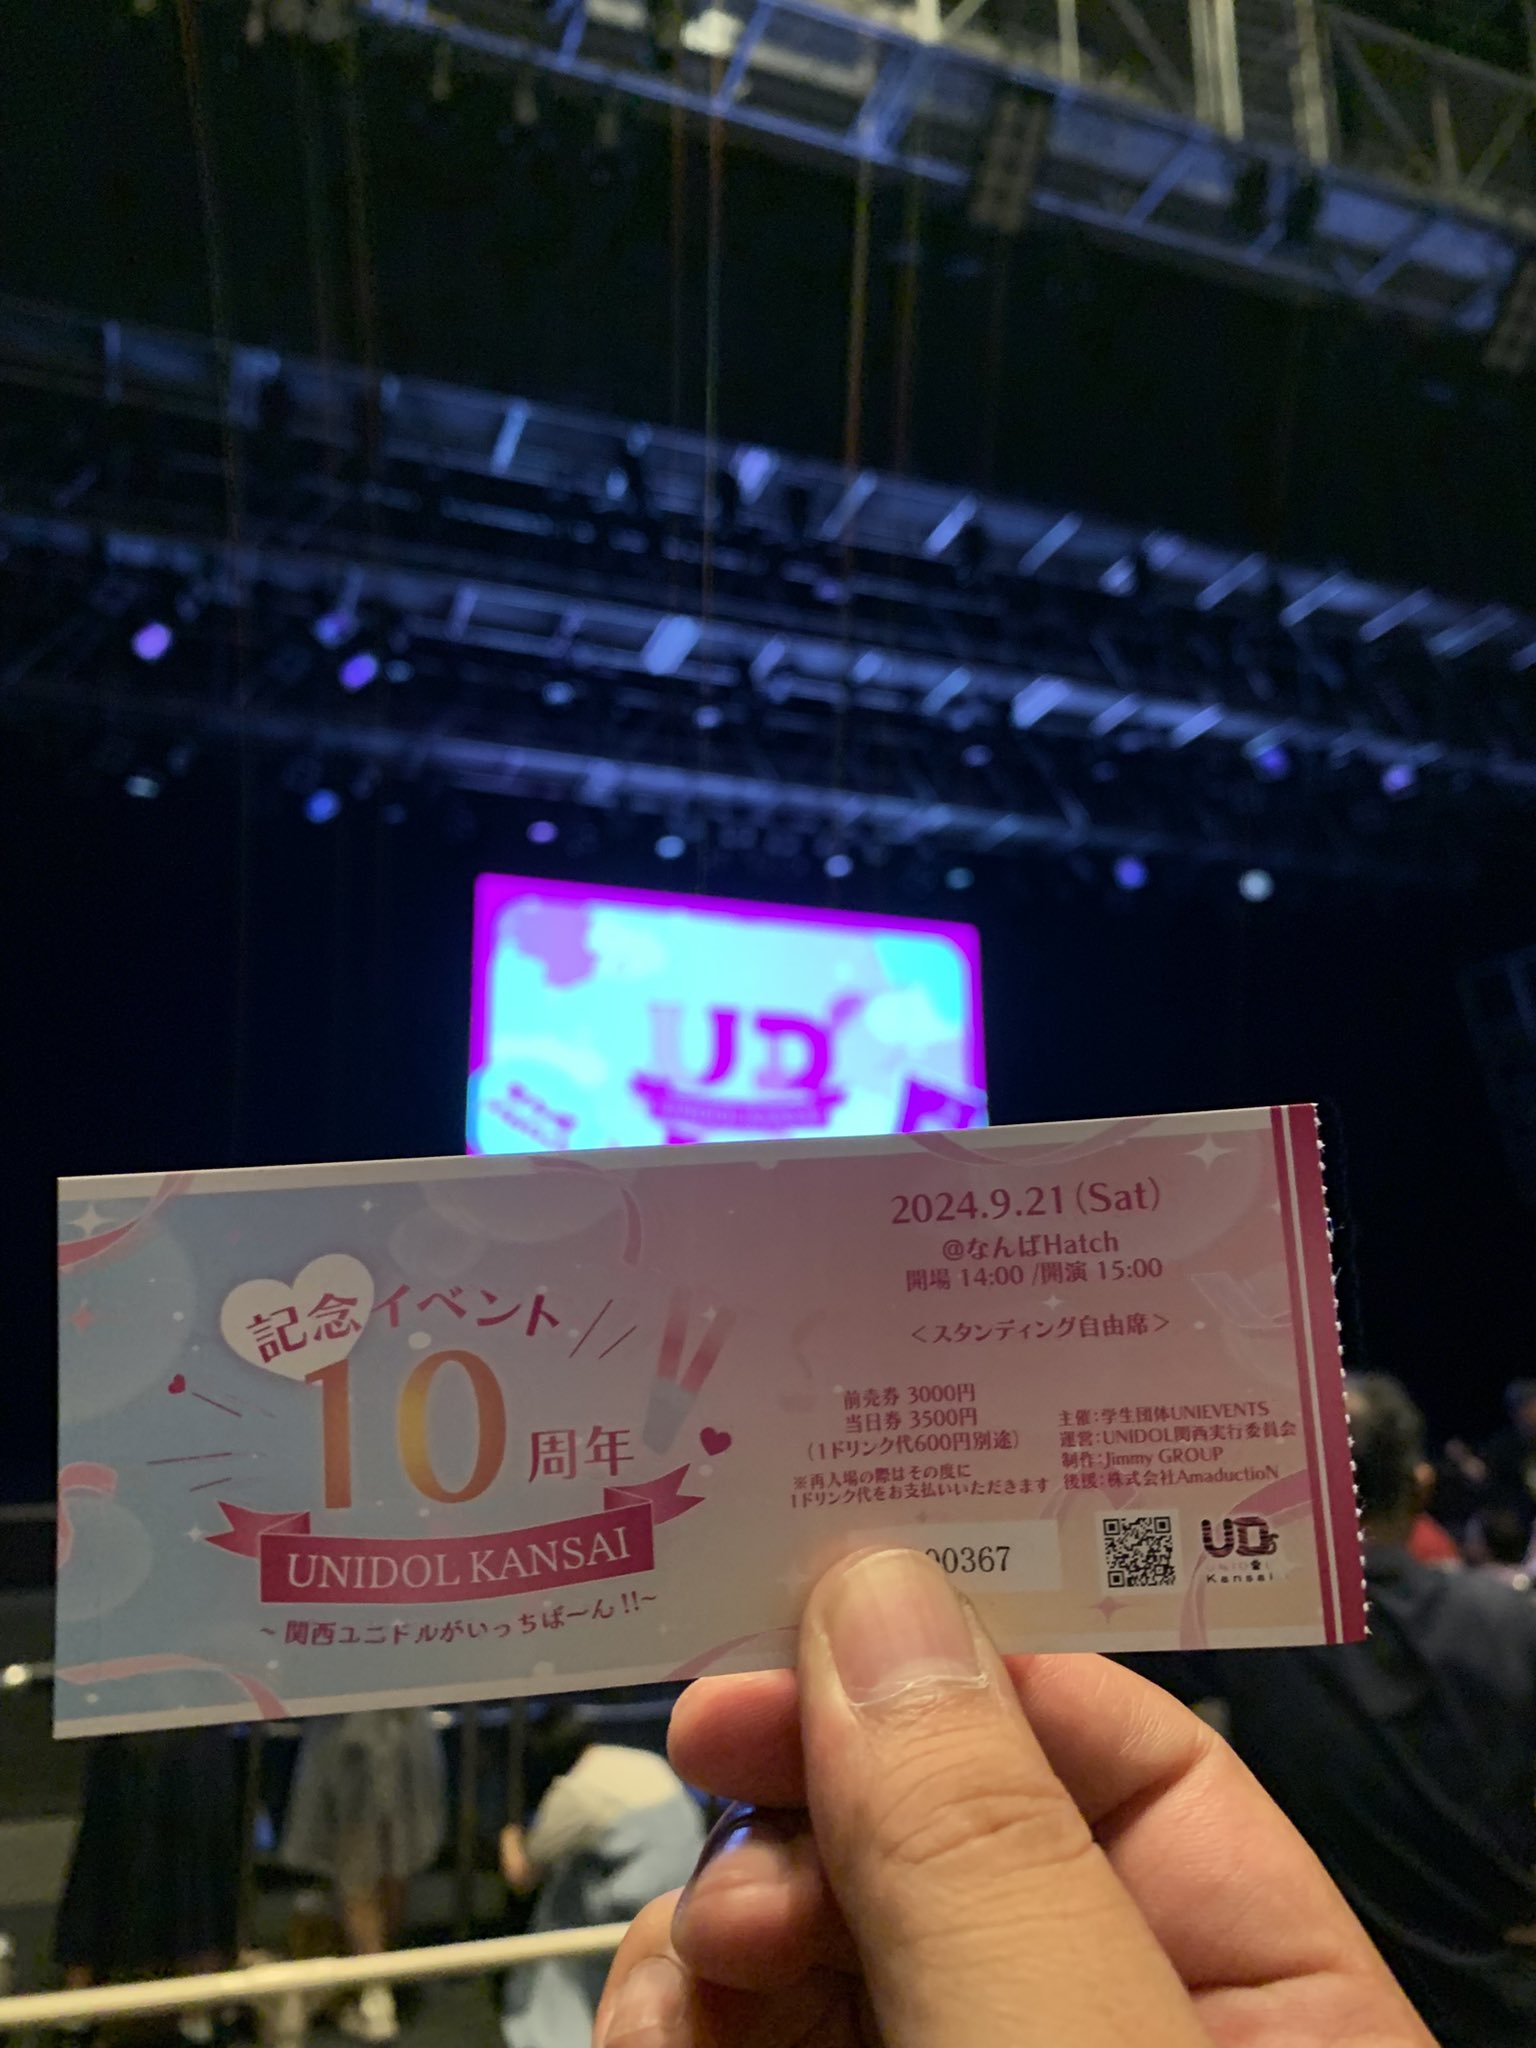 UD
UNIDOL KANSAI
記念イベント
10周年
UNIDOL KANSAI
~関西ユニドルがいっちばーん!!~
2024.9.21(Sat)
@なんばHatch
開場 14:00 /開演 15:00
<スタンディング自由席>
前売券 3000円
当日券 3500円
(1ドリンク代600円別途)
※再入場の際はその度に
1ドリンク代をお支払いいただきます
主催:学生団体UNIEVENTS
運営:UNIDOL関西実行委員会
制作:Jimmy GROUP
後援:株式会社AmaductioN
00367
UD
Kansai